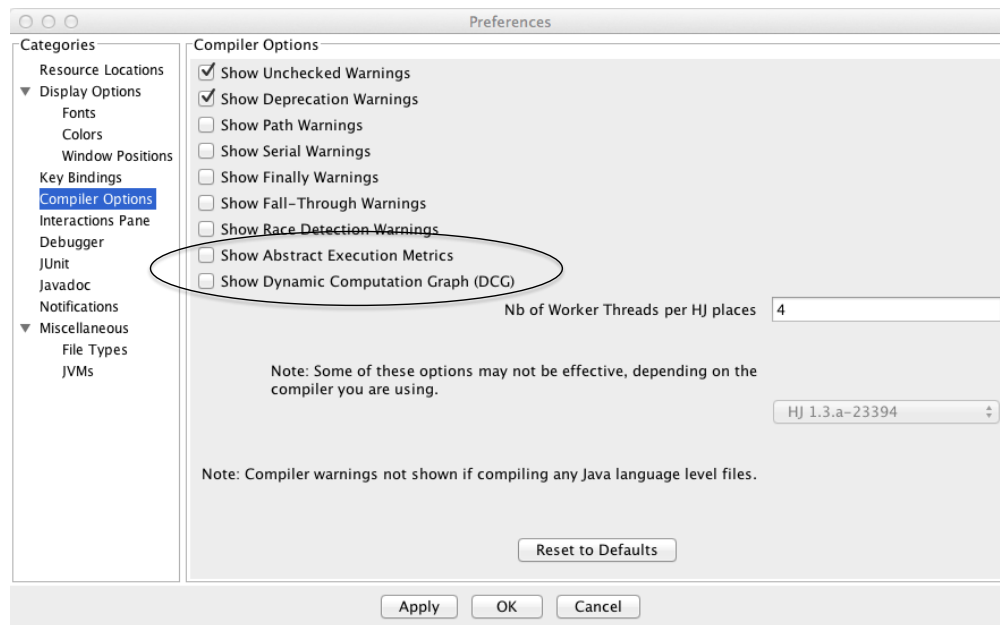 Preferences
Categories
Resource Locations
Display Options
Fonts
Colors
Window Positions
Key Bindings
Compiler Options
Interactions Pane
Debugger
JUnit
Javadoc
Notifications
Miscellaneous
File Types
JVMs
Compiler Options
Show Unchecked Warnings
Show Deprecation Warnings
Show Path Warnings
Show Serial Warnings
Show Finally Warnings
Show Fall-Through Warnings
Show Race Detection Warnings
Show Abstract Execution Metrics
Show Dynamic Computation Graph (DCG)
Nb of Worker Threads per HJ places 4
Note: Some of these options may not be effective, depending on the
compiler you are using.
HJ 1.3.a-23394
Note: Compiler warnings not shown if compiling any Java language level files.
Reset to Defaults
Apply OK Cancel